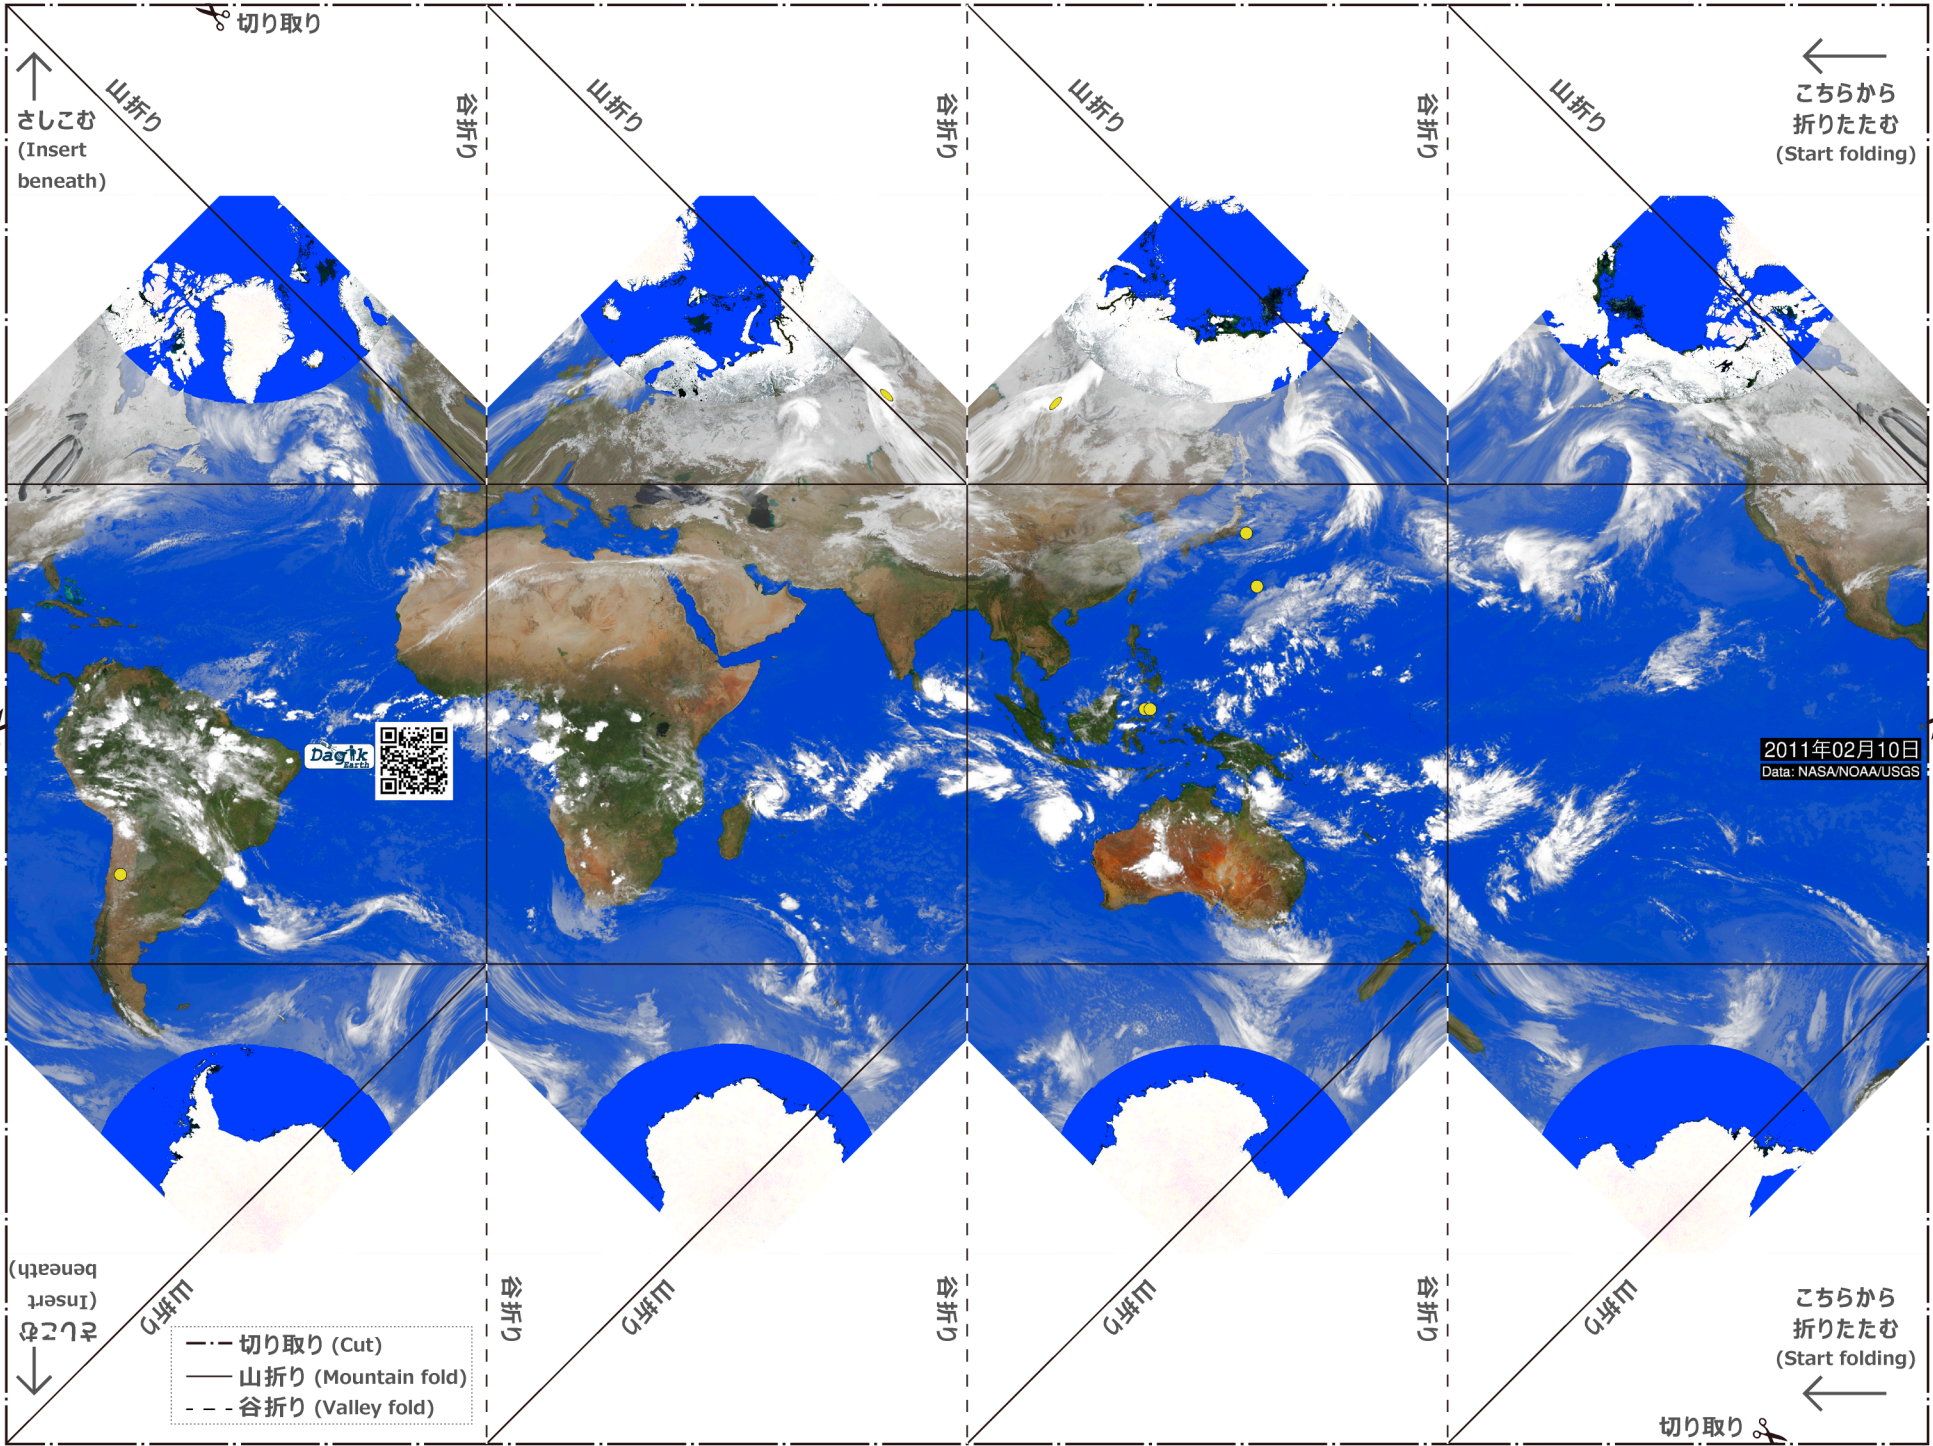 切り取り
さしこむ
(Insert
beneath)
山折り
谷折り
山折り
谷折り
山折り
谷折り
山折り
こちらから
折りたたむ
(Start folding)
Dagik
Earth
2011年02月10日
Data: NASA/NOAA/USGS
さしこむ
(Insert
beneath)
山折り
谷折り
山折り
谷折り
山折り
谷折り
山折り
こちらから
折りたたむ
(Start folding)
切り取り (Cut)
山折り (Mountain fold)
谷折り (Valley fold)
切り取り